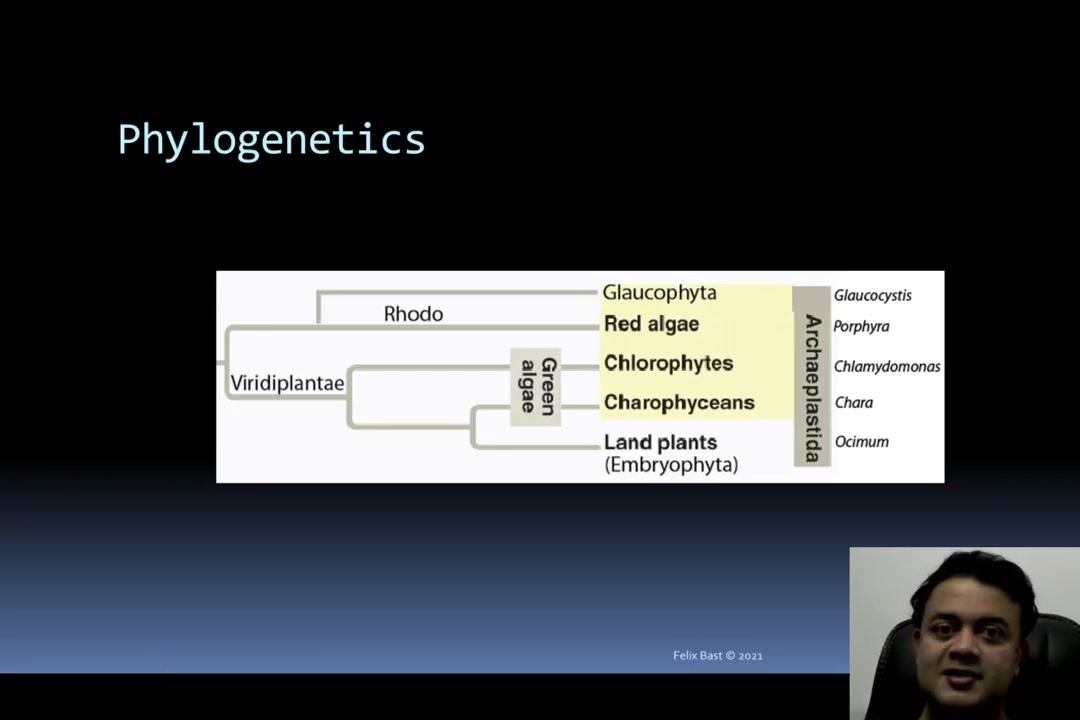 Phylogenetics
Glaucophyta
Glaucocystis
Rhodo
Red algae
Porphyra
Chlorophytes
Chlamydomonas
Viridiplantae
Green
algae
Archaeplastida
Charophyceans
Chara
Land plants
Ocimum
(Embryophyta)
Felix Bast © 2021